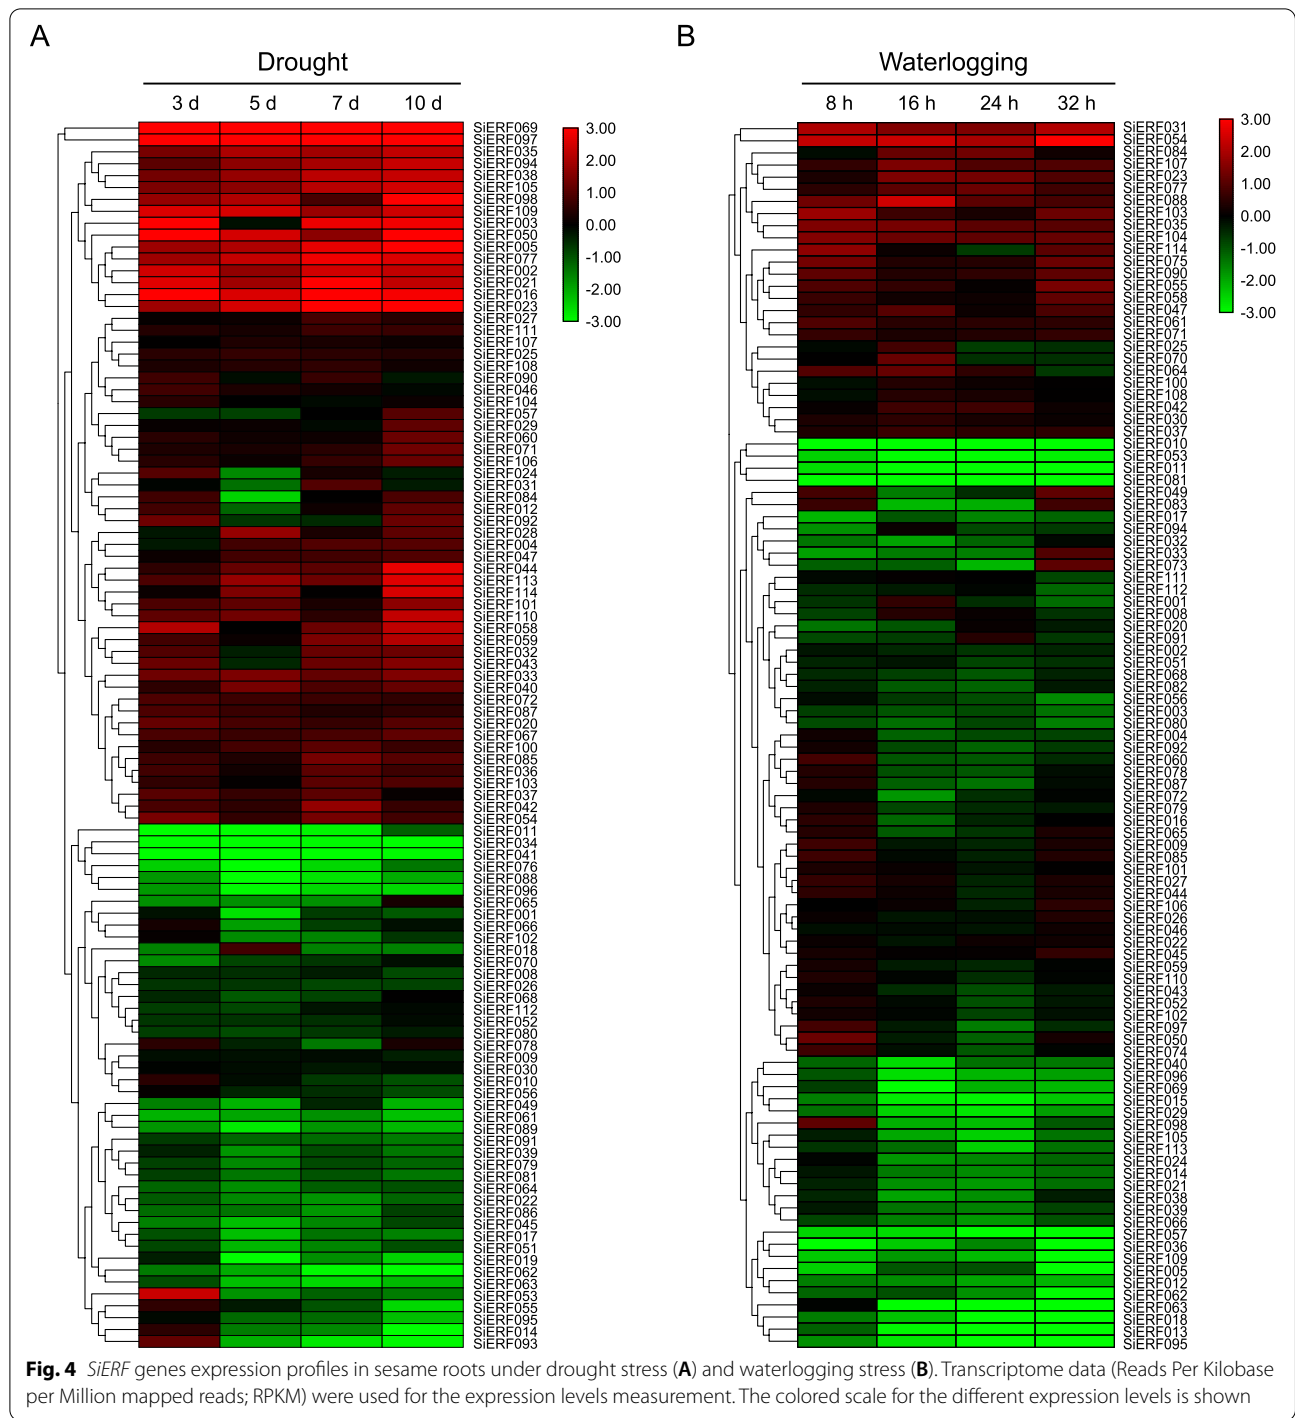 A
Drought
3 d 5 d 7 d 10 d
SiERF069
SiERF097
SiERF035
SiERF094
SiERF038
SiERF105
SiERF098
SiERF109
SiERF003
SiERF050
SiERF005
SiERF077
SiERF002
SiERF021
SiERF016
SiERF023
SiERF027
SiERF111
SiERF107
SiERF025
SiERF108
SiERF090
SiERF046
SiERF104
SiERF057
SiERF029
SiERF060
SiERF071
SiERF106
SiERF024
SiERF031
SiERF084
SiERF012
SiERF092
SiERF028
SiERF004
SiERF047
SiERF044
SiERF113
SiERF114
SiERF101
SiERF110
SiERF058
SiERF059
SiERF032
SiERF043
SiERF033
SiERF040
SiERF072
SiERF087
SiERF020
SiERF067
SiERF100
SiERF085
SiERF036
SiERF103
SiERF037
SiERF042
SiERF054
SiERF011
SiERF034
SiERF041
SiERF076
SiERF088
SiERF096
SiERF065
SiERF001
SiERF066
SiERF102
SiERF018
SiERF070
SiERF008
SiERF026
SiERF068
SiERF112
SiERF052
SiERF080
SiERF078
SiERF009
SiERF030
SiERF010
SiERF056
SiERF049
SiERF061
SiERF089
SiERF091
SiERF039
SiERF079
SiERF081
SiERF064
SiERF022
SiERF086
SiERF045
SiERF017
SiERF051
SiERF019
SiERF062
SiERF063
SiERF053
SiERF055
SiERF095
SiERF014
SiERF093
3.00
2.00
1.00
0.00
-1.00
-2.00
-3.00
B
Waterlogging
8 h 16 h 24 h 32 h
SiERF031
SiERF054
SiERF084
SiERF107
SiERF023
SiERF077
SiERF088
SiERF103
SiERF035
SiERF104
SiERF114
SiERF075
SiERF090
SiERF055
SiERF058
SiERF047
SiERF061
SiERF071
SiERF025
SiERF070
SiERF064
SiERF100
SiERF108
SiERF042
SiERF030
SiERF037
SiERF010
SiERF053
SiERF011
SiERF081
SiERF049
SiERF083
SiERF017
SiERF094
SiERF032
SiERF033
SiERF073
SiERF111
SiERF112
SiERF001
SiERF008
SiERF020
SiERF091
SiERF002
SiERF051
SiERF068
SiERF082
SiERF056
SiERF003
SiERF080
SiERF004
SiERF092
SiERF060
SiERF078
SiERF087
SiERF072
SiERF079
SiERF016
SiERF065
SiERF009
SiERF085
SiERF101
SiERF027
SiERF044
SiERF106
SiERF026
SiERF046
SiERF022
SiERF045
SiERF059
SiERF110
SiERF043
SiERF052
SiERF102
SiERF097
SiERF050
SiERF074
SiERF040
SiERF096
SiERF069
SiERF015
SiERF029
SiERF098
SiERF105
SiERF113
SiERF024
SiERF014
SiERF021
SiERF038
SiERF039
SiERF066
SiERF057
SiERF036
SiERF109
SiERF005
SiERF012
SiERF062
SiERF063
SiERF018
SiERF013
SiERF095
3.00
2.00
1.00
0.00
-1.00
-2.00
-3.00
Fig. 4 SiERF genes expression profiles in sesame roots under drought stress (A) and waterlogging stress (B). Transcriptome data (Reads Per Kilobase
per Million mapped reads; RPKM) were used for the expression levels measurement. The colored scale for the different expression levels is shown